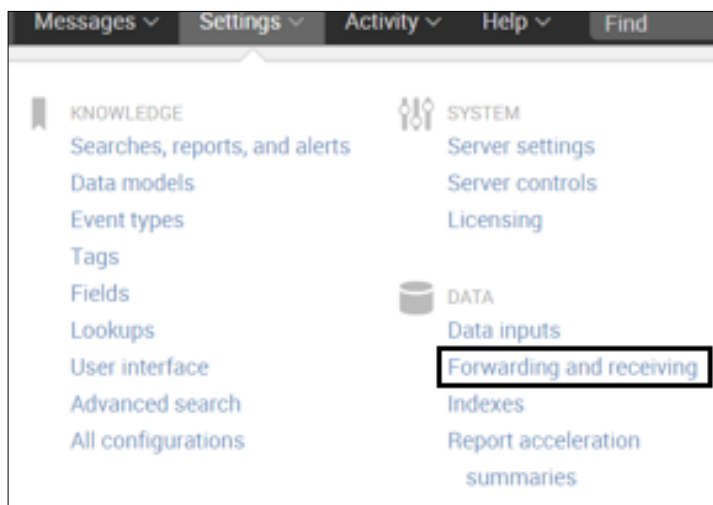 Messages Settings Activity Help Find
KNOWLEDGE
Searches, reports, and alerts
Data models
Event types
Tags
Fields
Lookups
User interface
Advanced search
All configurations
SYSTEM
Server settings
Server controls
Licensing
DATA
Data inputs
Forwarding and receiving
Indexes
Report acceleration
summaries